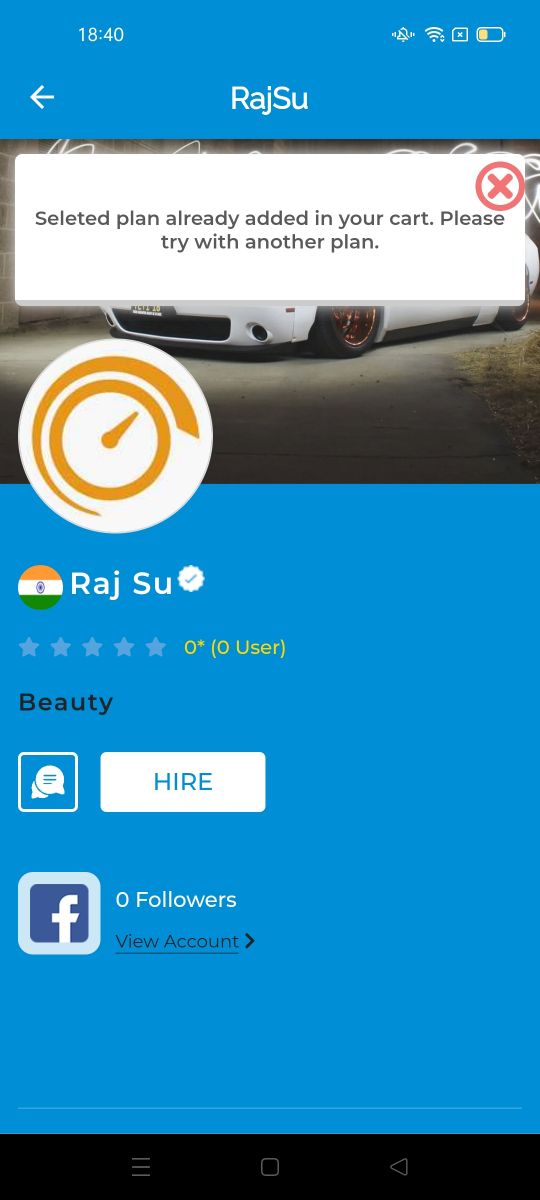 18:40
RajSu
Seleted plan already added in your cart. Please
try with another plan.
Raj Su
0* (0 User)
Beauty
HIRE
0 Followers
View Account